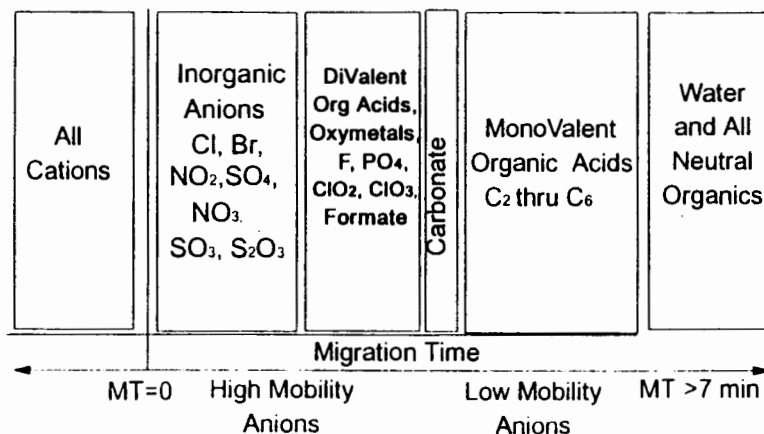 All
Cations
Inorganic
Anions
Cl, Br,
NO₂,SO₄,
NO₃.
SO₃, S₂O₃
DiValent
Org Acids,
Oxymetals,
F, PO₄,
ClO₂, ClO₃,
Formate
Carbonate
MonoValent
Organic Acids
C₂ thru C₆
Water
and All
Neutral
Organics
Migration Time
MT=0
High Mobility
Anions
Low Mobility
Anions
MT >7 min